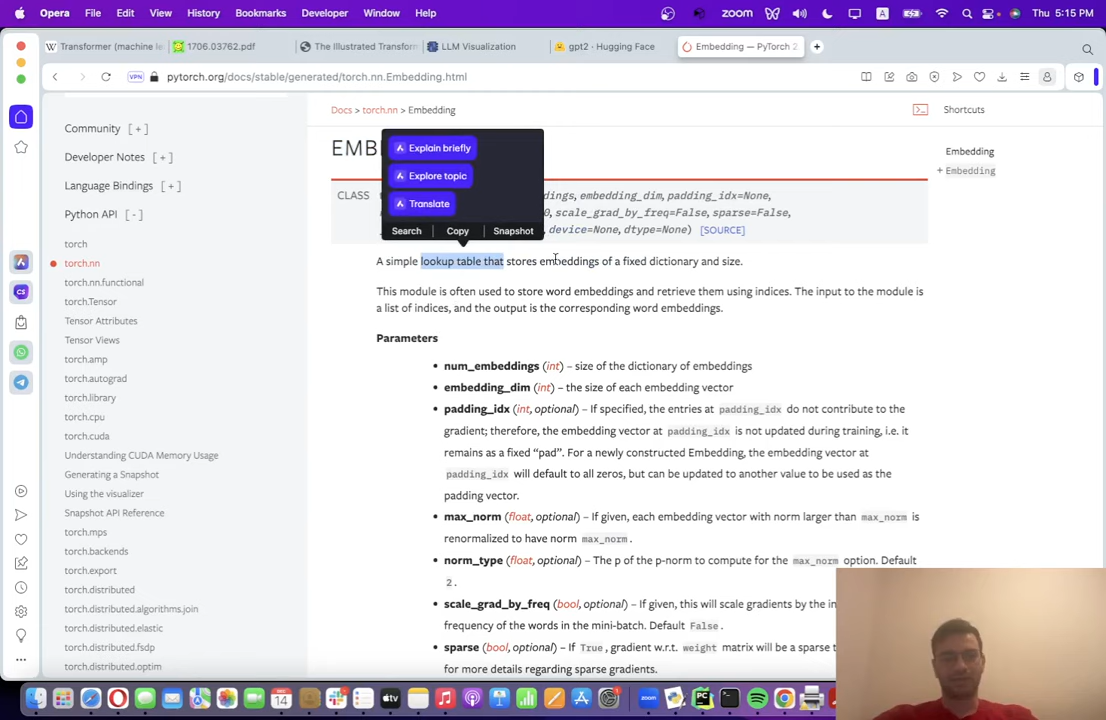 Opera File Edit View History Bookmarks Developer Window Help zoom A Thu 5:15 PM
W Transformer (machine le 1706.03762.pdf The Illustrated Transform LLM Visualization gpt2 · Hugging Face Embedding — PyTorch 2. +
VPN pytorch.org/docs/stable/generated/torch.nn.Embedding.html
Community [ + ]
Developer Notes [ + ]
Language Bindings [ + ]
Python API [ - ]
torch
torch.nn
torch.nn.functional
torch.Tensor
Tensor Attributes
Tensor Views
torch.amp
torch.autograd
torch.library
torch.cpu
torch.cuda
Understanding CUDA Memory Usage
Generating a Snapshot
Using the visualizer
Snapshot API Reference
torch.mps
torch.backends
torch.export
torch.distributed
torch.distributed.algorithms.join
torch.distributed.elastic
torch.distributed.fsdp
torch.distributed.optim
Docs > torch.nn > Embedding
Shortcuts
EMB
Explain briefly
Explore topic
Translate
Search Copy Snapshot
CLASS dings, embedding_dim, padding_idx=None,
0, scale_grad_by_freq=False, sparse=False,
device=None, dtype=None) [SOURCE]
A simple lookup table that stores embeddings of a fixed dictionary and size.
This module is often used to store word embeddings and retrieve them using indices. The input to the module is
a list of indices, and the output is the corresponding word embeddings.
Parameters
• num_embeddings (int) – size of the dictionary of embeddings
• embedding_dim (int) – the size of each embedding vector
• padding_idx (int, optional) – If specified, the entries at padding_idx do not contribute to the
gradient; therefore, the embedding vector at padding_idx is not updated during training, i.e. it
remains as a fixed “pad”. For a newly constructed Embedding, the embedding vector at
padding_idx will default to all zeros, but can be updated to another value to be used as the
padding vector.
• max_norm (float, optional) – If given, each embedding vector with norm larger than max_norm is
renormalized to have norm max_norm .
• norm_type (float, optional) – The p of the p-norm to compute for the max_norm option. Default
2 .
• scale_grad_by_freq (bool, optional) – If given, this will scale gradients by the in
frequency of the words in the mini-batch. Default False .
• sparse (bool, optional) – If True , gradient w.r.t. weight matrix will be a sparse t
for more details regarding sparse gradients.
Embedding
+ Embedding